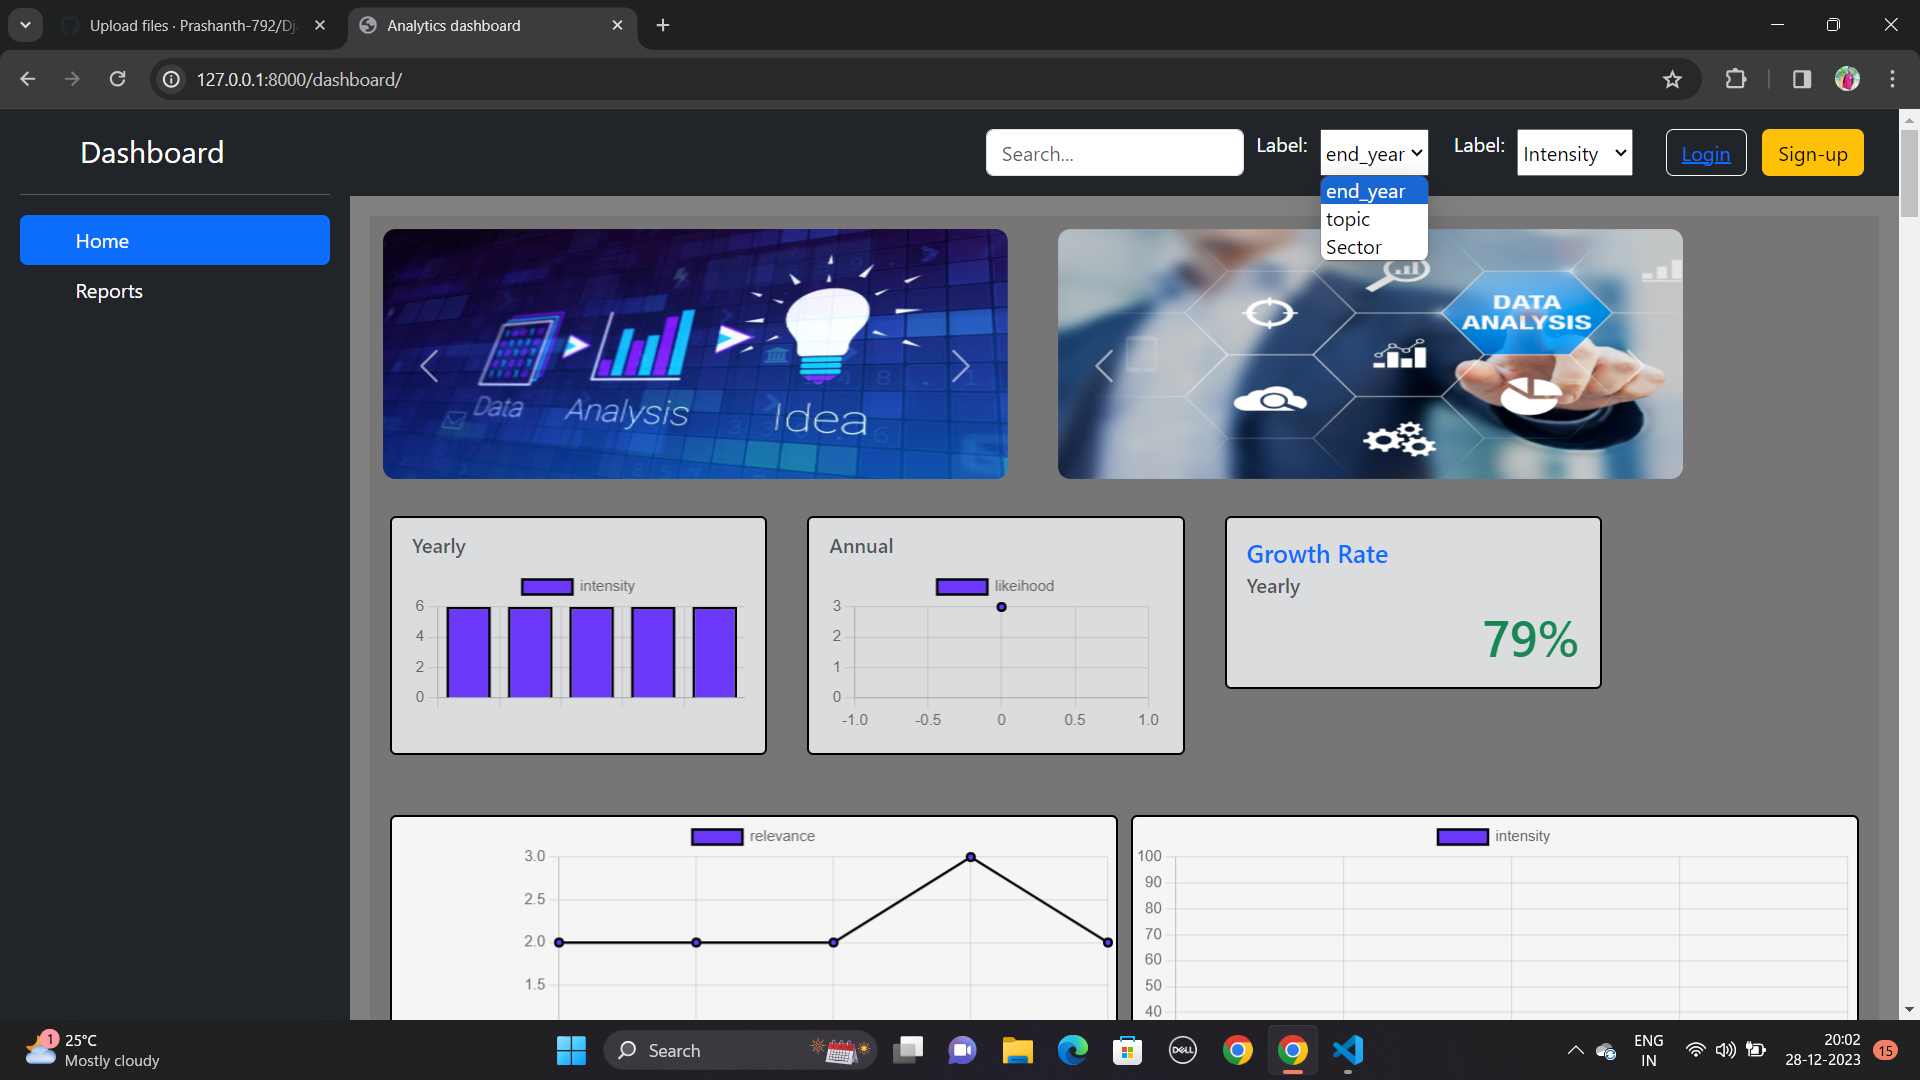 Upload files · Prashanth-792/Dj
Analytics dashboard
127.0.0.1:8000/dashboard/
Dashboard
Search...
Label:
end_year
Label:
Intensity
Login
Sign-up
end_year
topic
Sector
Home
Reports
Data
Analysis
Idea
DATA
ANALYSIS
Yearly
intensity
6
4
2
0
Annual
likeihood
3
2
1
0
-1.0 -0.5 0 0.5 1.0
Growth Rate
Yearly
79%
relevance
3.0
2.5
2.0
1.5
intensity
100
90
80
70
60
50
40
1
25°C
Mostly cloudy
Search
DELL
ENG
IN
20:02
28-12-2023
15